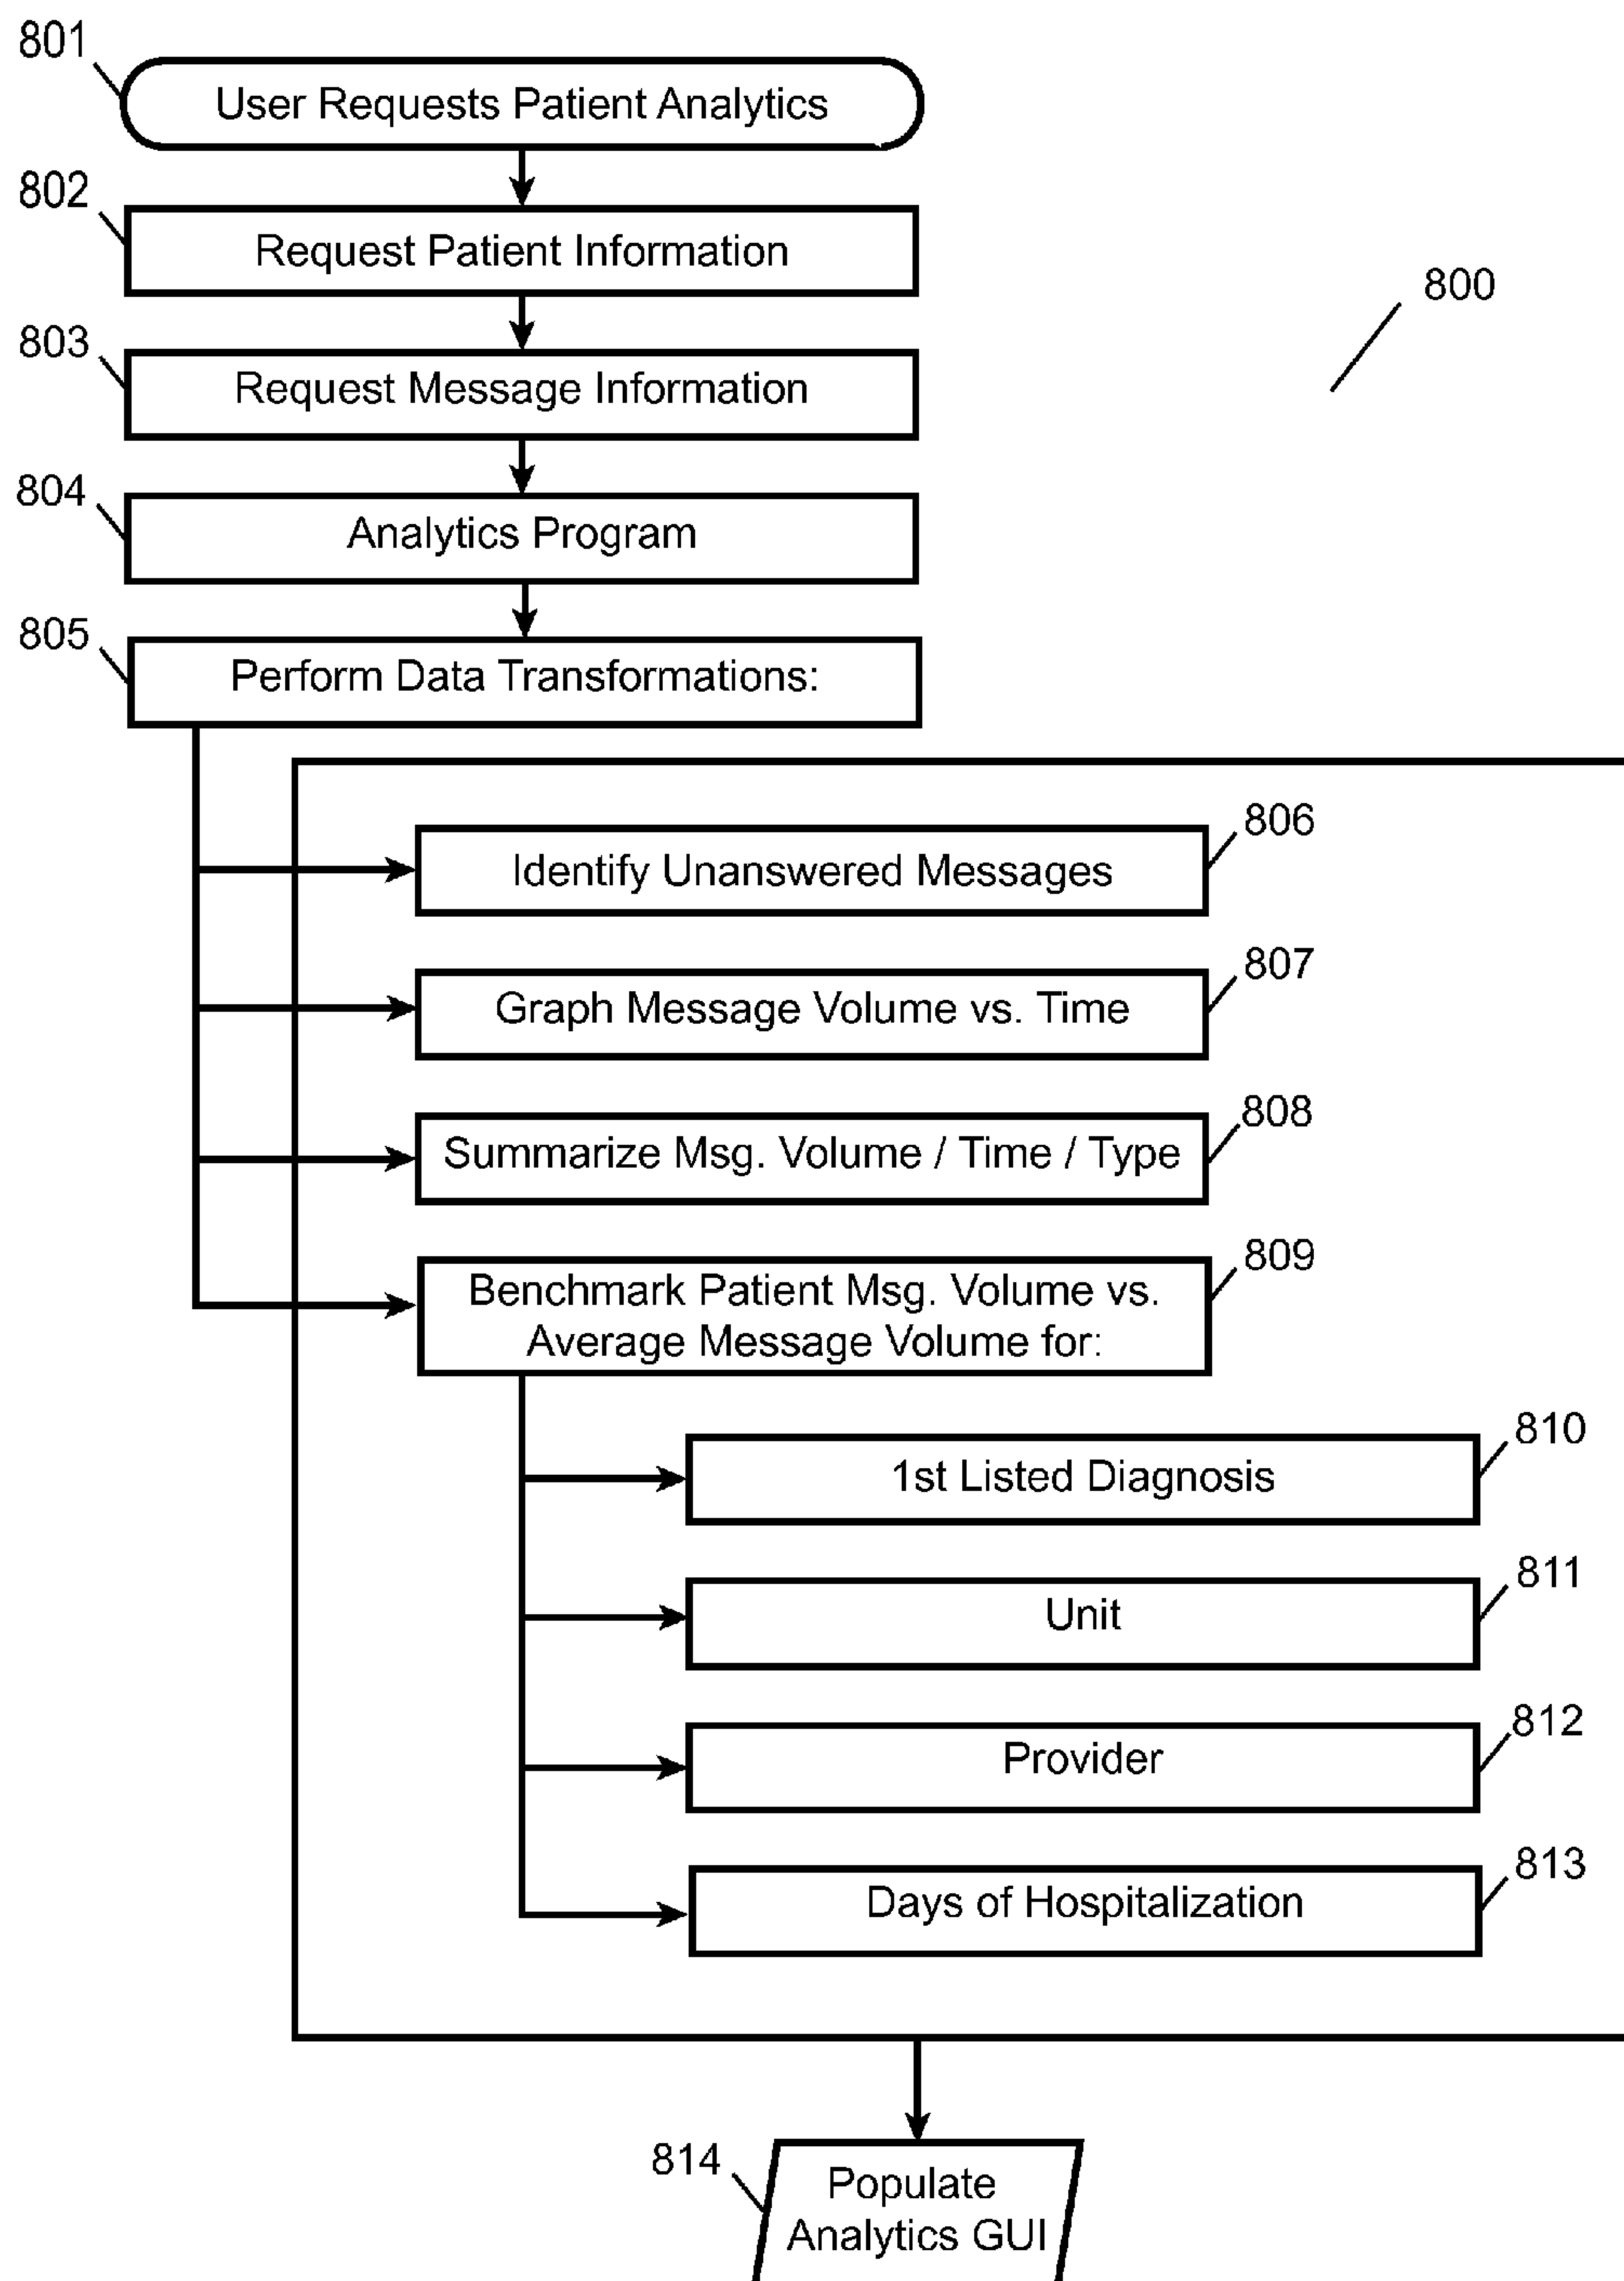 801
User Requests Patient Analytics
802
Request Patient Information
800
803
Request Message Information
804
Analytics Program
805
Perform Data Transformations:
806
Identify Unanswered Messages
807
Graph Message Volume vs. Time
808
Summarize Msg. Volume / Time / Type
809
Benchmark Patient Msg. Volume vs.
Average Message Volume for:
810
1st Listed Diagnosis
811
Unit
812
Provider
813
Days of Hospitalization
814
Populate
Analytics GUI